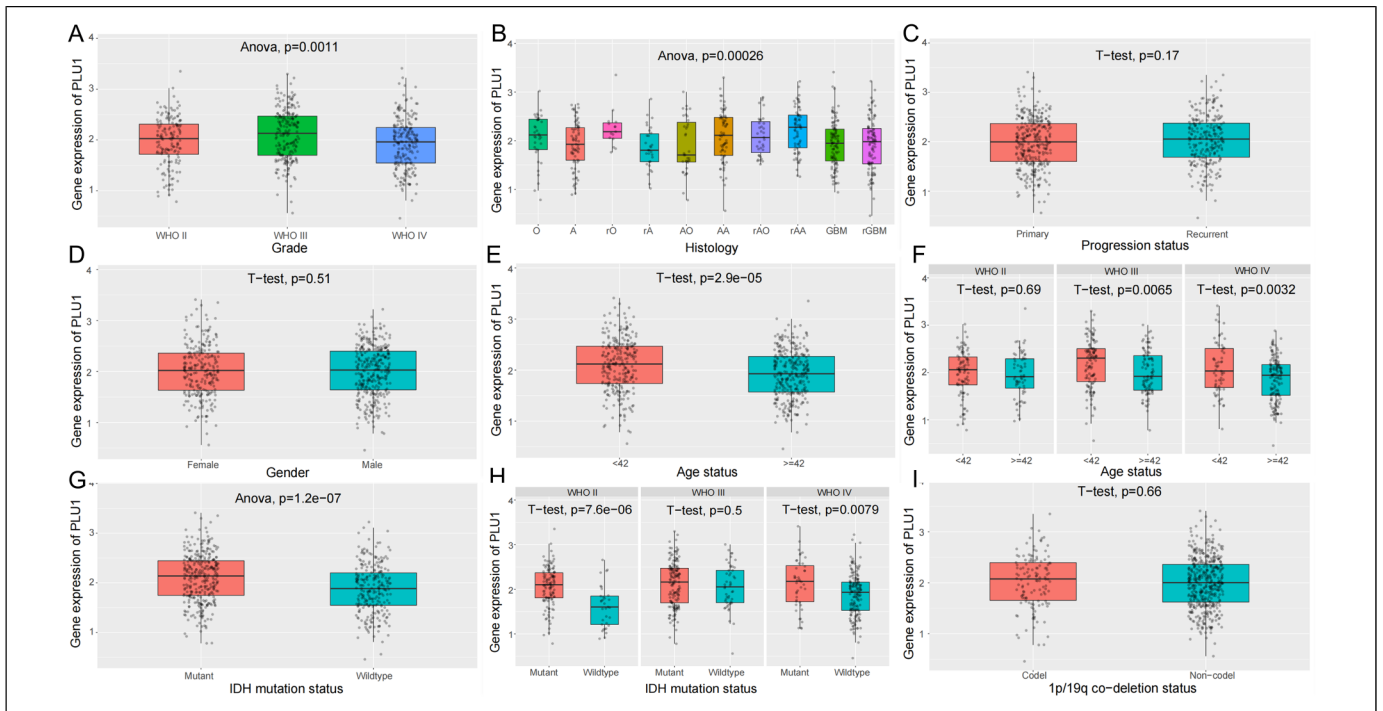 A
Anova, p=0.0011
Gene expression of PLU1
4
3
2
1
WHO II
WHO III
WHO IV
Grade
B
Anova, p=0.00026
Gene expression of PLU1
4
3
2
1
O
A
rO
rA
AO
AA
rAO
rAA
GBM
rGBM
Histology
C
T-test, p=0.17
Gene expression of PLU1
4
3
2
1
Primary
Recurrent
Progression status
D
T-test, p=0.51
Gene expression of PLU1
4
3
2
1
Female
Male
Gender
E
T-test, p=2.9e-05
Gene expression of PLU1
4
3
2
1
<42
>=42
Age status
F
WHO II
WHO III
WHO IV
T-test, p=0.69
T-test, p=0.0065
T-test, p=0.0032
Gene expression of PLU1
4
3
2
1
<42
>=42
<42
>=42
<42
>=42
Age status
G
Anova, p=1.2e-07
Gene expression of PLU1
4
3
2
1
Mutant
Wildtype
IDH mutation status
H
WHO II
WHO III
WHO IV
T-test, p=7.6e-06
T-test, p=0.5
T-test, p=0.0079
Gene expression of PLU1
4
3
2
1
Mutant
Wildtype
Mutant
Wildtype
Mutant
Wildtype
IDH mutation status
I
T-test, p=0.66
Gene expression of PLU1
4
3
2
1
Codel
Non-codel
1p/19q co-deletion status